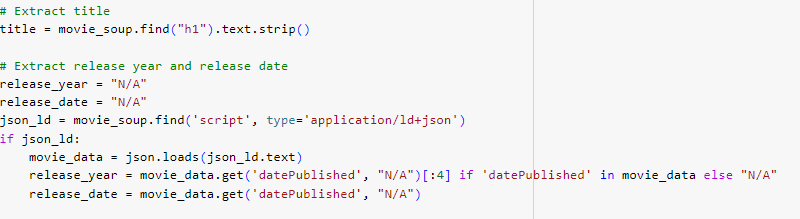 # Extract title
title = movie_soup.find("h1").text.strip()

# Extract release year and release date
release_year = "N/A"
release_date = "N/A"
json_ld = movie_soup.find('script', type='application/ld+json')
if json_ld:
    movie_data = json.loads(json_ld.text)
    release_year = movie_data.get('datePublished', "N/A")[:4] if 'datePublished' in movie_data else "N/A"
    release_date = movie_data.get('datePublished', "N/A")